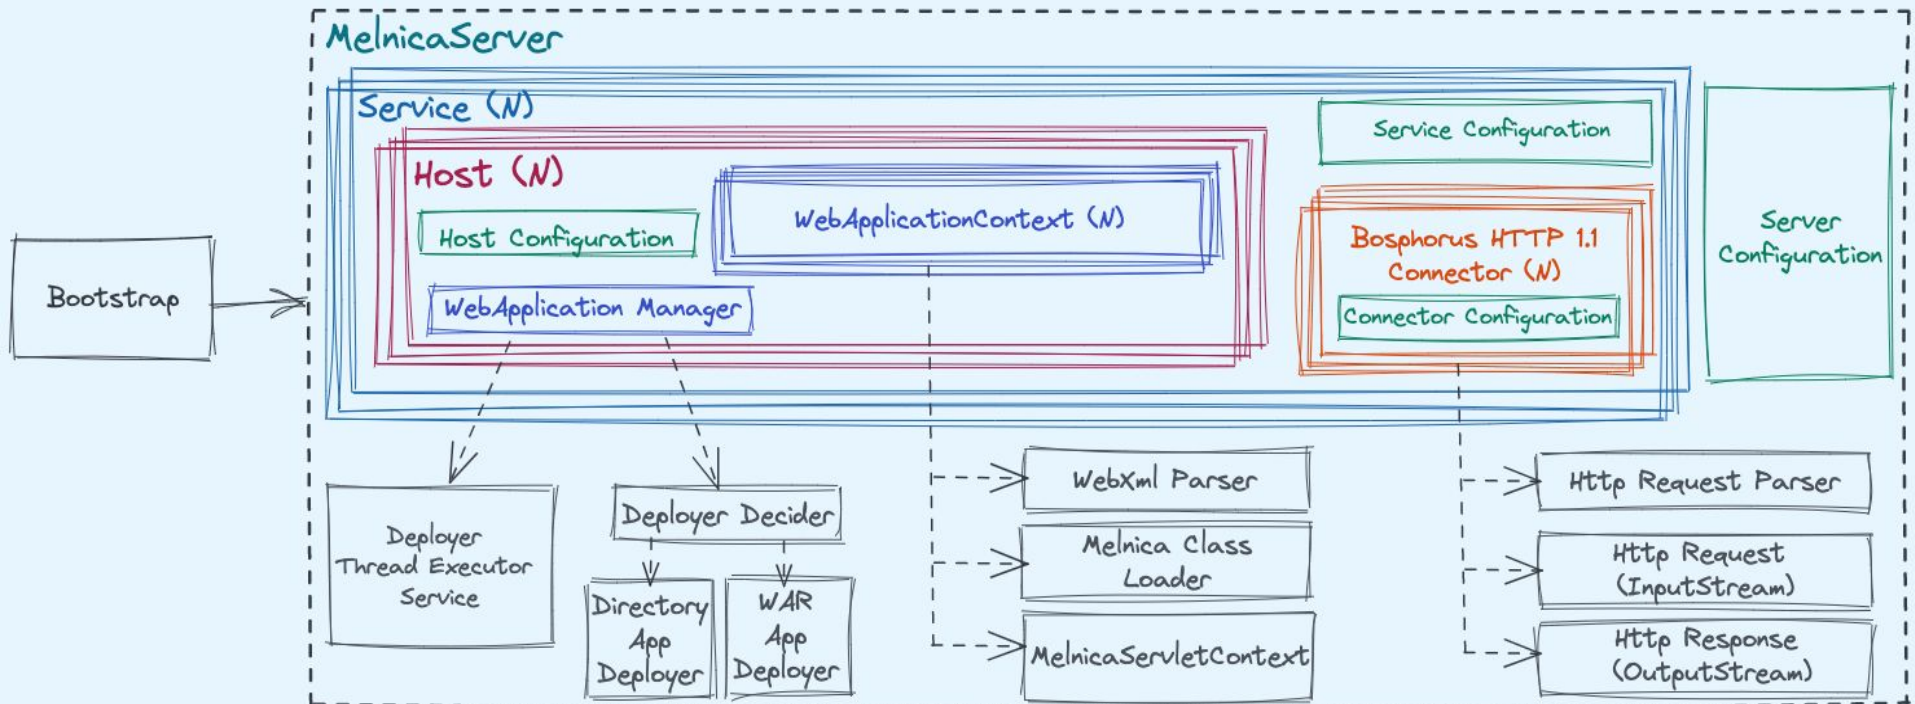 MelnicaServer
Service (N)
Service Configuration
Host (N)
WebApplicationContext (N)
Host Configuration
Bosphorus HTTP 1.1
Connector (N)
Server
Configuration
Bootstrap
WebApplication Manager
Connector Configuration
Deployer
Thread Executor
Service
Deployer Decider
Directory
App
Deployer
WAR
App
Deployer
WebXml Parser
Melnica Class
Loader
MelnicaServletContext
Http Request Parser
Http Request
(InputStream)
Http Response
(OutputStream)